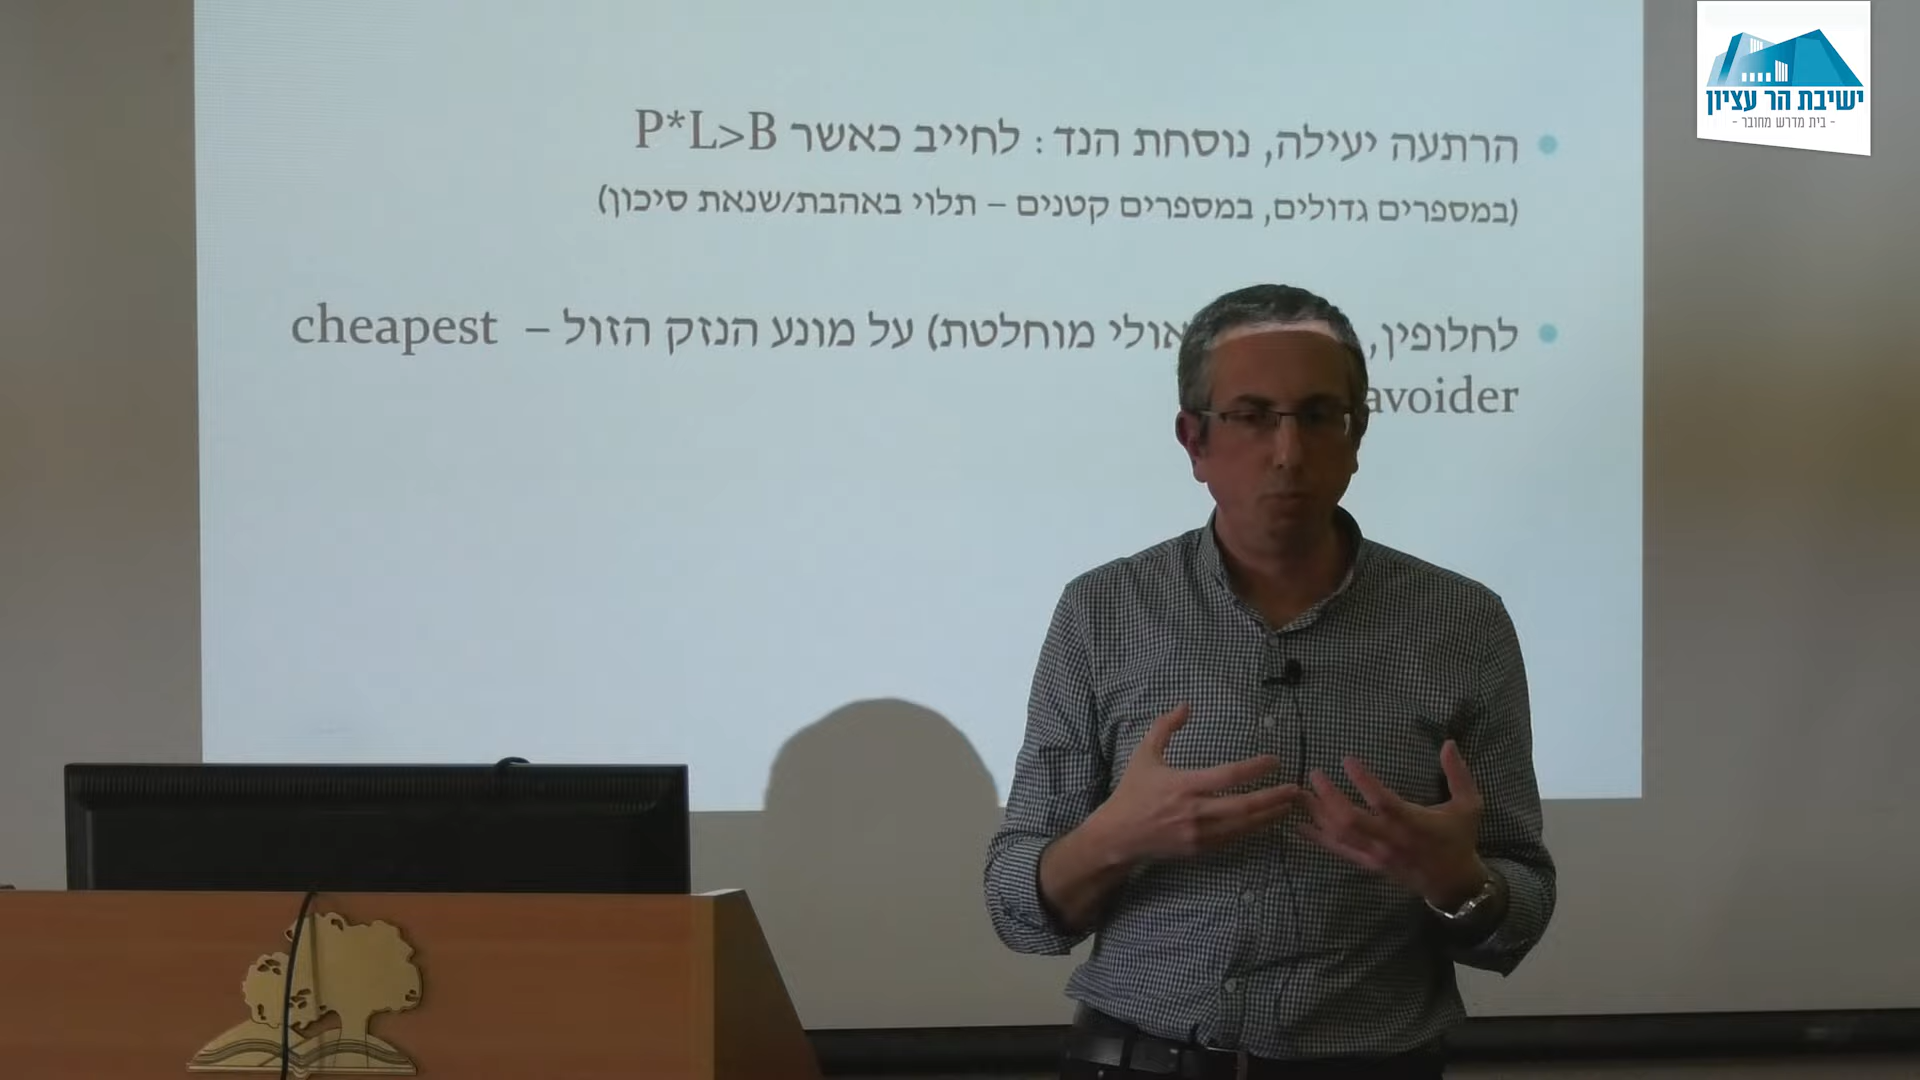 הרתעה יעילה, נוסחת הנד: לחייב כאשר P*L>B
(במספרים גדולים, במספרים קטנים – תלוי באהבת/שנאת סיכון)
לחלופין, אולי מוחלטת) על מונע הנזק הזול – cheapest
avoider
ישיבת הר עציון
- בית מדרש מחובר -